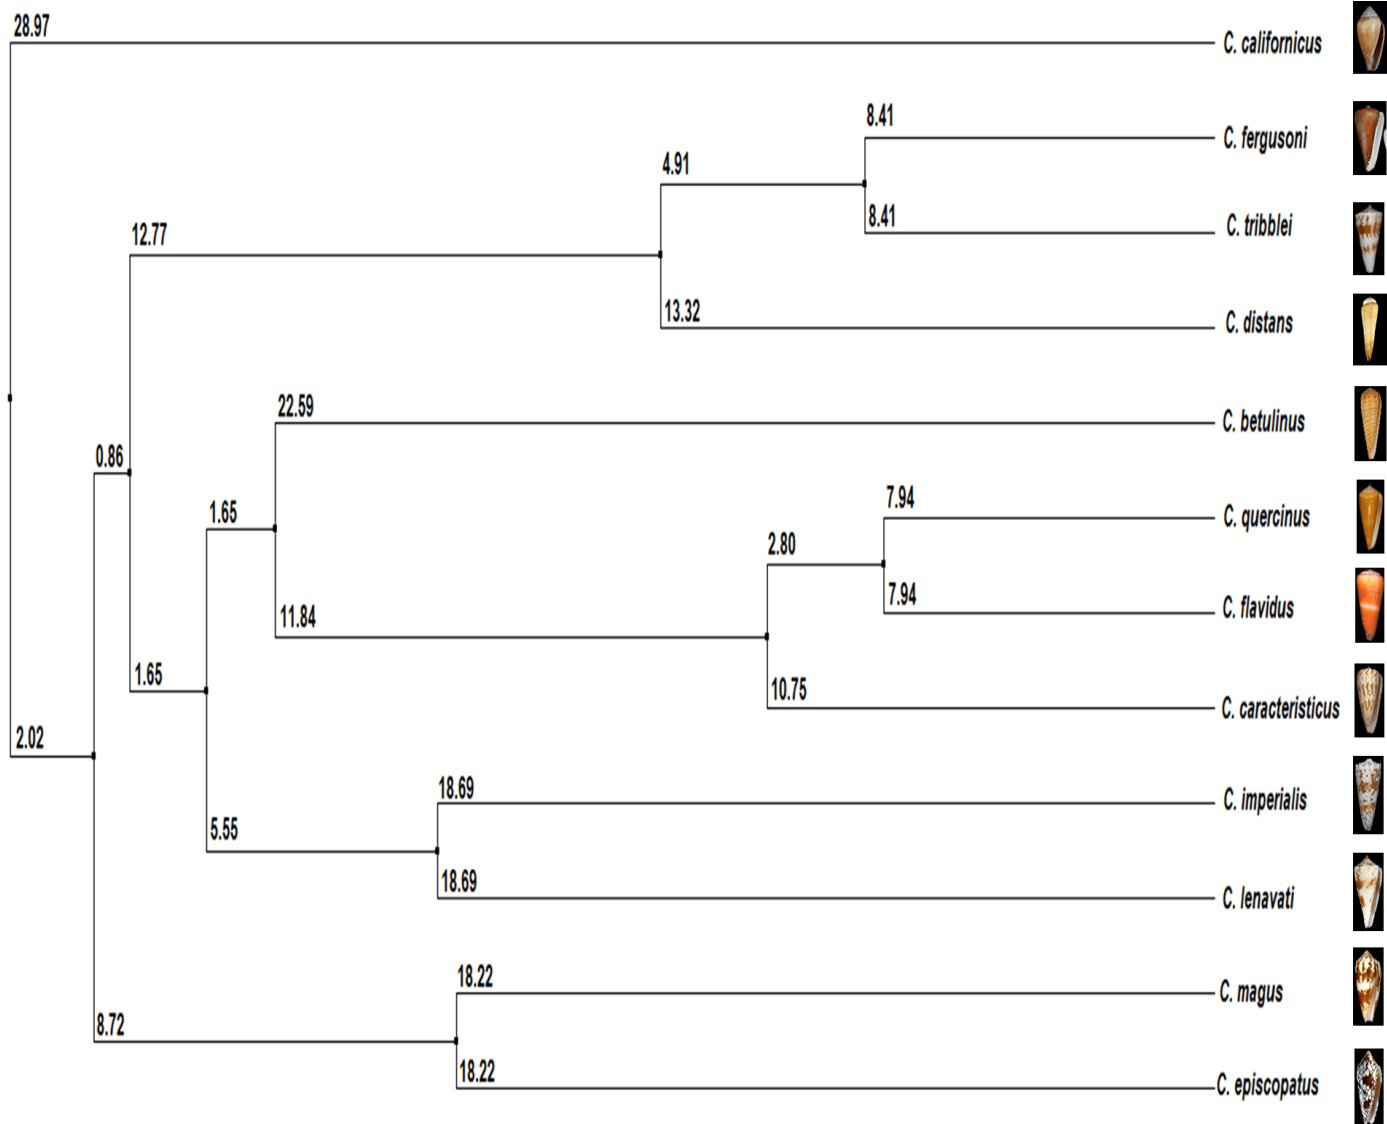 28.97
C. californicus
8.41
C. fergusoni
4.91
8.41
C. tribblei
12.77
13.32
C. distans
22.59
C. betulinus
0.86
1.65
7.94
C. quercinus
2.80
7.94
C. flavidus
11.84
1.65
10.75
C. caracteristicus
2.02
18.69
C. imperialis
5.55
18.69
C. lenavati
18.22
C. magus
8.72
18.22
C. episcopatus